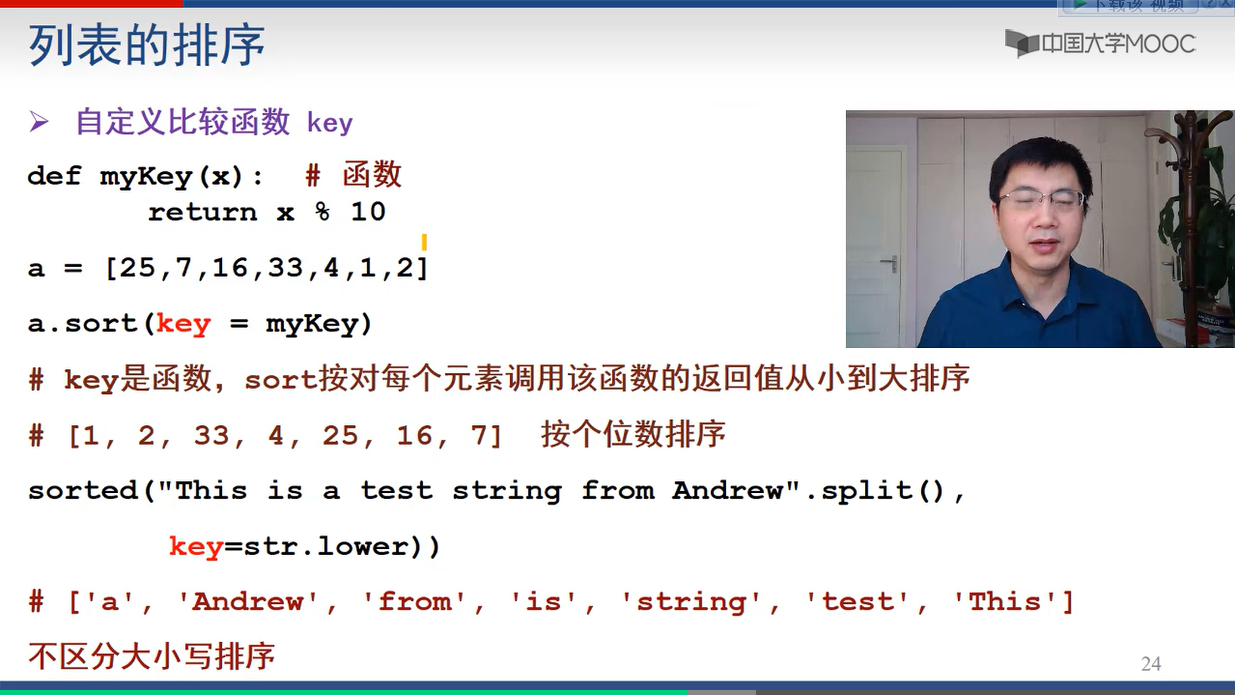 下载该 视频 ? X
列表的排序
中国大学MOOC
➢ 自定义比较函数 key
def myKey(x): # 函数
return x % 10
a = [25,7,16,33,4,1,2]
a.sort(key = myKey)
# key是函数，sort按对每个元素调用该函数的返回值从小到大排序
# [1, 2, 33, 4, 25, 16, 7] 按个位数排序
sorted("This is a test string from Andrew".split(),
key=str.lower))
# ['a', 'Andrew', 'from', 'is', 'string', 'test', 'This']
不区分大小写排序
24